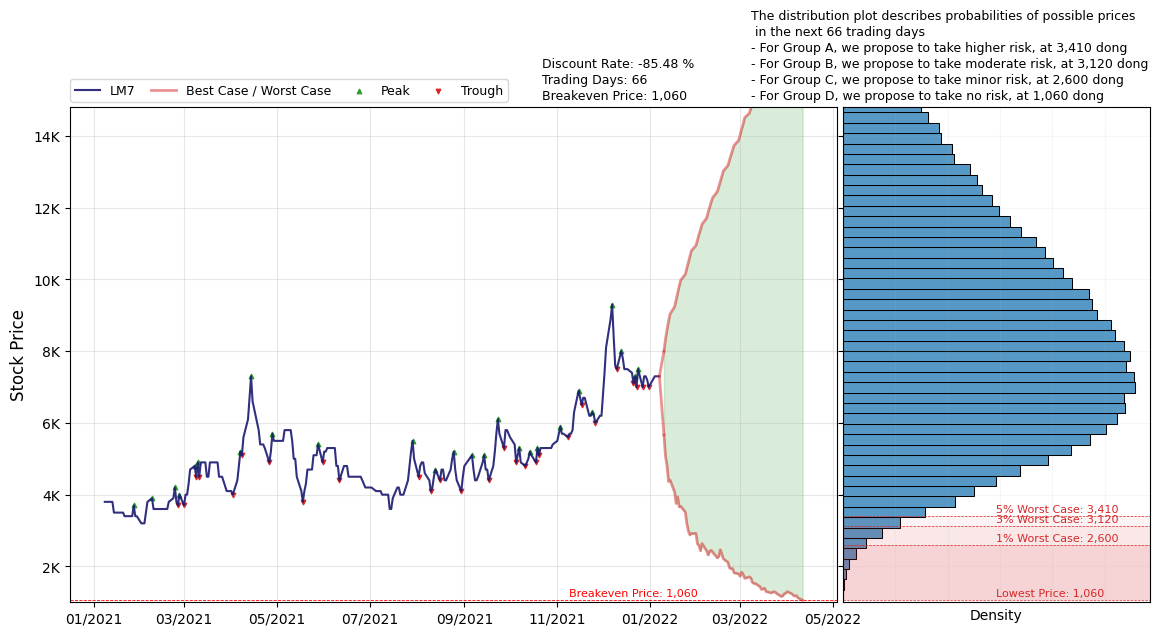 The distribution plot describes probabilities of possible prices
in the next 66 trading days
- For Group A, we propose to take higher risk, at 3,410 dong
- For Group B, we propose to take moderate risk, at 3,120 dong
- For Group C, we propose to take minor risk, at 2,600 dong
- For Group D, we propose to take no risk, at 1,060 dong
Discount Rate: -85.48 %
Trading Days: 66
Breakeven Price: 1,060
LM7 Best Case / Worst Case Peak Trough
Stock Price
14K
12K
10K
8K
6K
4K
2K
5% Worst Case: 3,410
3% Worst Case: 3,120
1% Worst Case: 2,600
Breakeven Price: 1,060
Lowest Price: 1,060
01/2021 03/2021 05/2021 07/2021 09/2021 11/2021 01/2022 03/2022 05/2022
Density